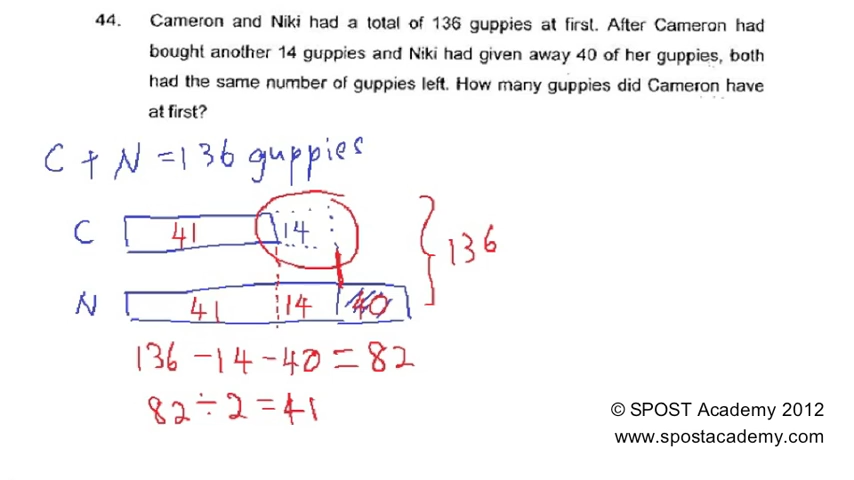 44. Cameron and Niki had a total of 136 guppies at first. After Cameron had
bought another 14 guppies and Niki had given away 40 of her guppies, both
had the same number of guppies left. How many guppies did Cameron have
at first?
C + N = 136 guppies
C 41 14
136
N 41 14 40
136 - 14 - 40 = 82
82 ÷ 2 = 41
© SPOST Academy 2012
www.spostacademy.com